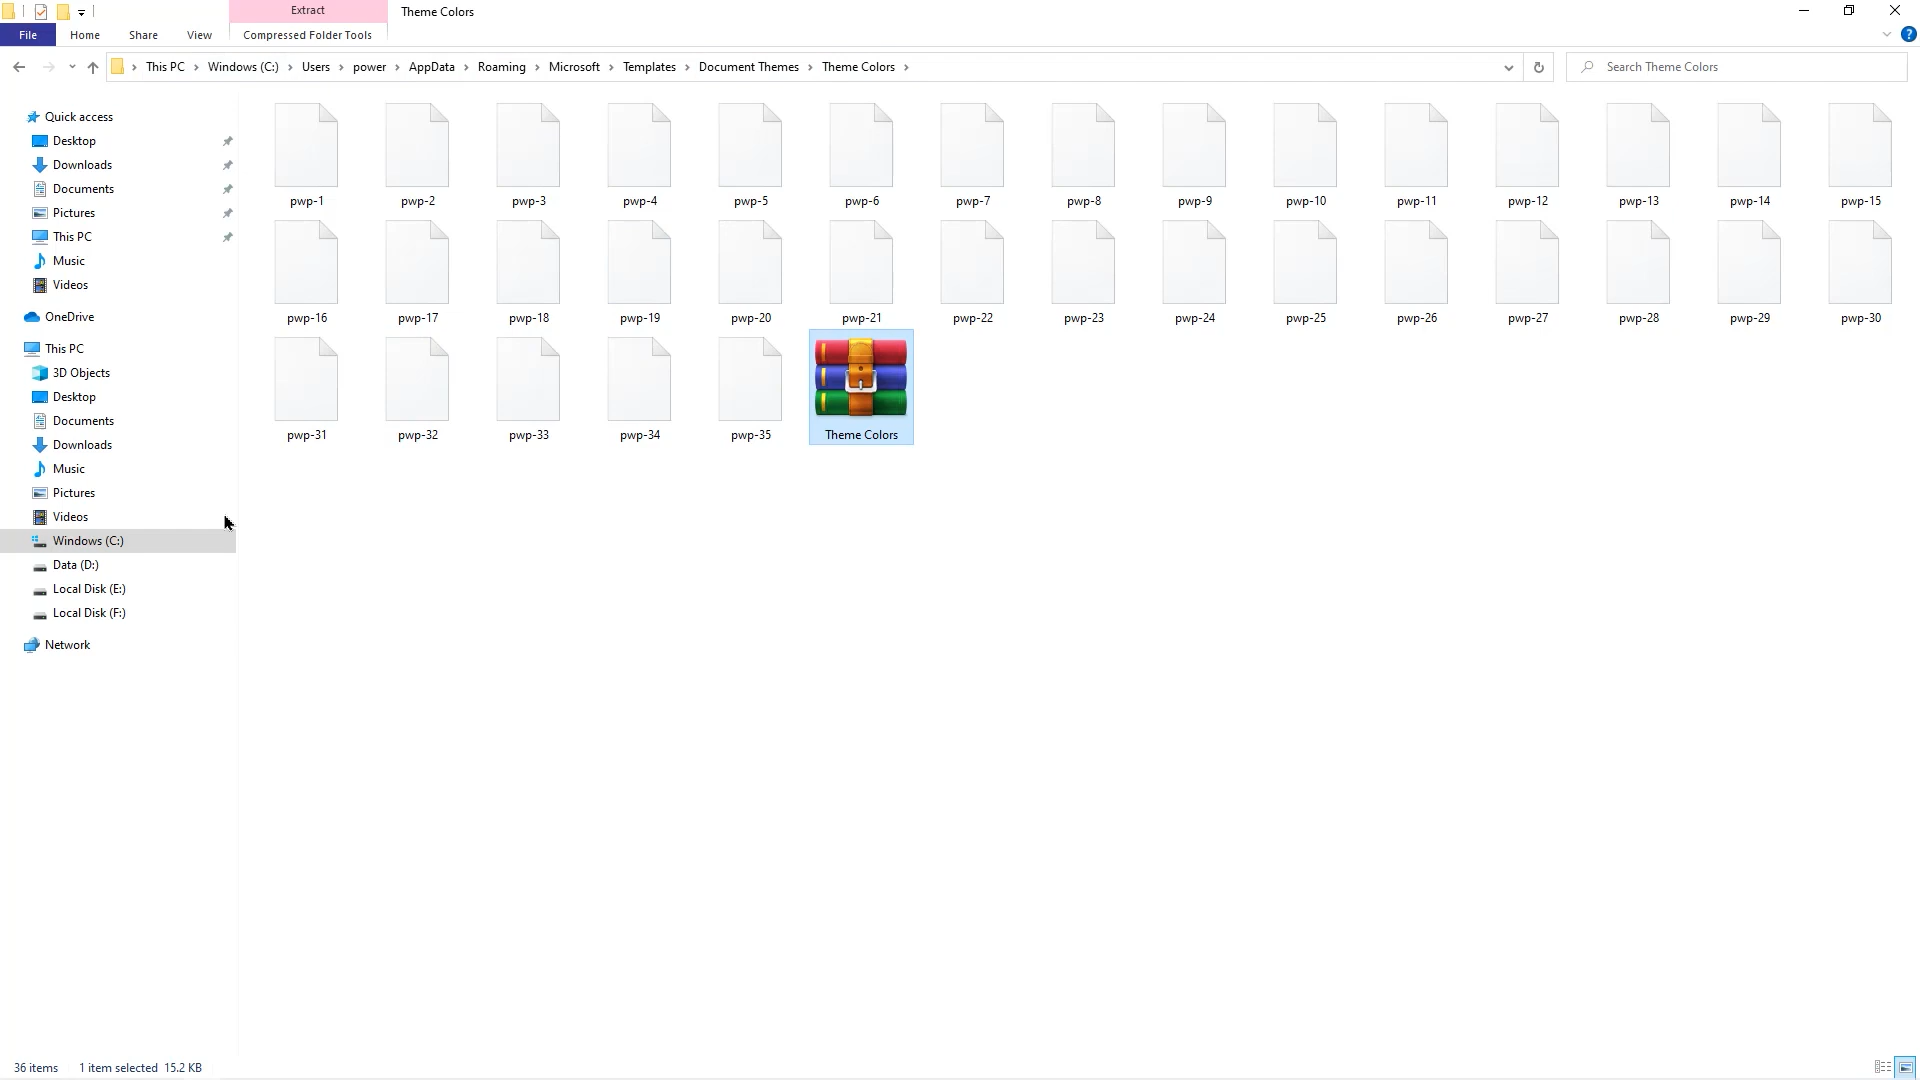 Extract
Theme Colors
File
Home
Share
View
Compressed Folder Tools
?
This PC
Windows (C:)
Users
power
AppData
Roaming
Microsoft
Templates
Document Themes
Theme Colors
Search Theme Colors
Quick access
Desktop
Downloads
Documents
Pictures
This PC
Music
Videos
OneDrive
This PC
3D Objects
Desktop
Documents
Downloads
Music
Pictures
Videos
Windows (C:)
Data (D:)
Local Disk (E:)
Local Disk (F:)
Network
pwp-1 pwp-2 pwp-3 pwp-4 pwp-5 pwp-6 pwp-7 pwp-8 pwp-9 pwp-10 pwp-11 pwp-12 pwp-13 pwp-14 pwp-15
pwp-16 pwp-17 pwp-18 pwp-19 pwp-20 pwp-21 pwp-22 pwp-23 pwp-24 pwp-25 pwp-26 pwp-27 pwp-28 pwp-29 pwp-30
pwp-31 pwp-32 pwp-33 pwp-34 pwp-35 Theme Colors
36 items
1 item selected 15.2 KB